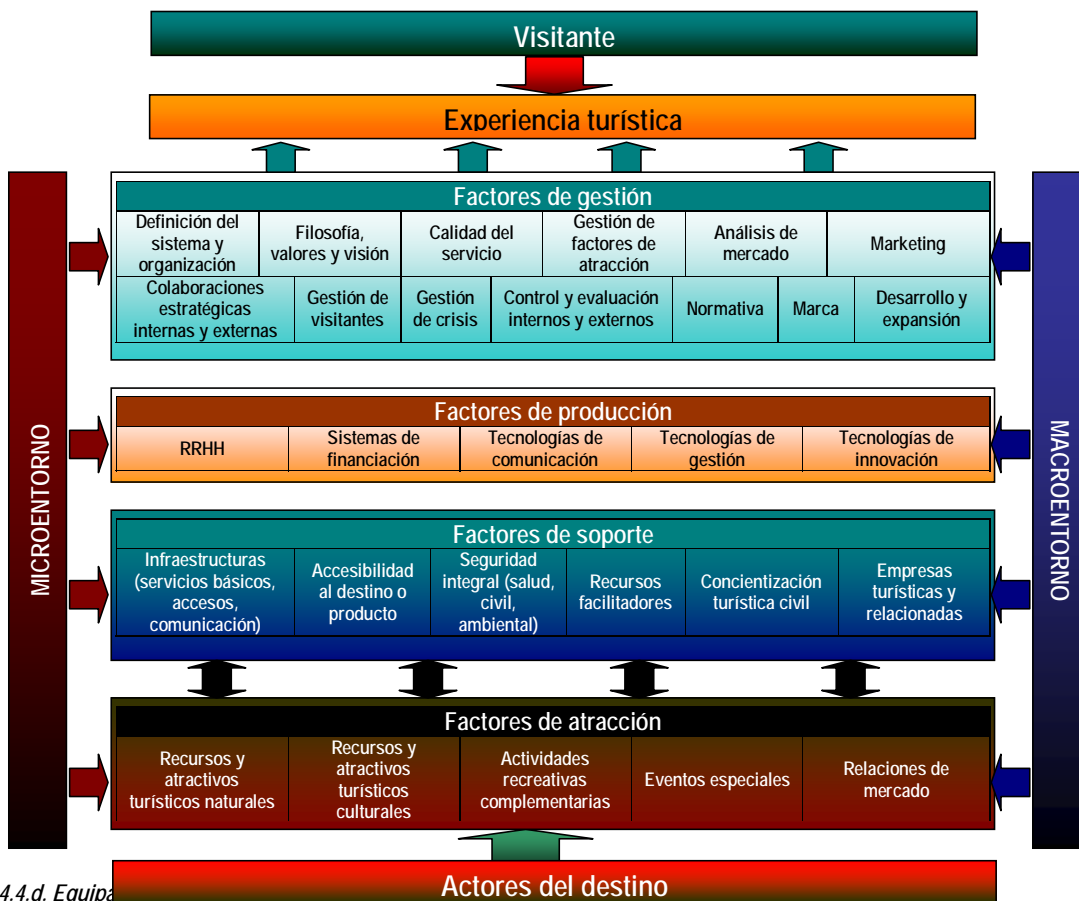 Visitante
Experiencia turística
MICROENTORNO
MACROENTORNO
Factores de gestión
Definición del
sistema y
organización
Filosofía,
valores y visión
Calidad del
servicio
Gestión de
factores de
atracción
Análisis de
mercado
Marketing
Colaboraciones
estratégicas
internas y externas
Gestión de
visitantes
Gestión
de crisis
Control y evaluación
internos y externos
Normativa
Marca
Desarrollo y
expansión
Factores de producción
RRHH
Sistemas de
financiación
Tecnologías de
comunicación
Tecnologías de
gestión
Tecnologías de
innovación
Factores de soporte
Infraestructuras
(servicios básicos,
accesos,
comunicación)
Accesibilidad
al destino o
producto
Seguridad
integral (salud,
civil,
ambiental)
Recursos
facilitadores
Concientización
turística civil
Empresas
turísticas y
relacionadas
Factores de atracción
Recursos y
atractivos
turísticos naturales
Recursos y
atractivos
turísticos
culturales
Actividades
recreativas
complementarias
Eventos especiales
Relaciones de
mercado
Actores del destino
4.4.d. Equipa